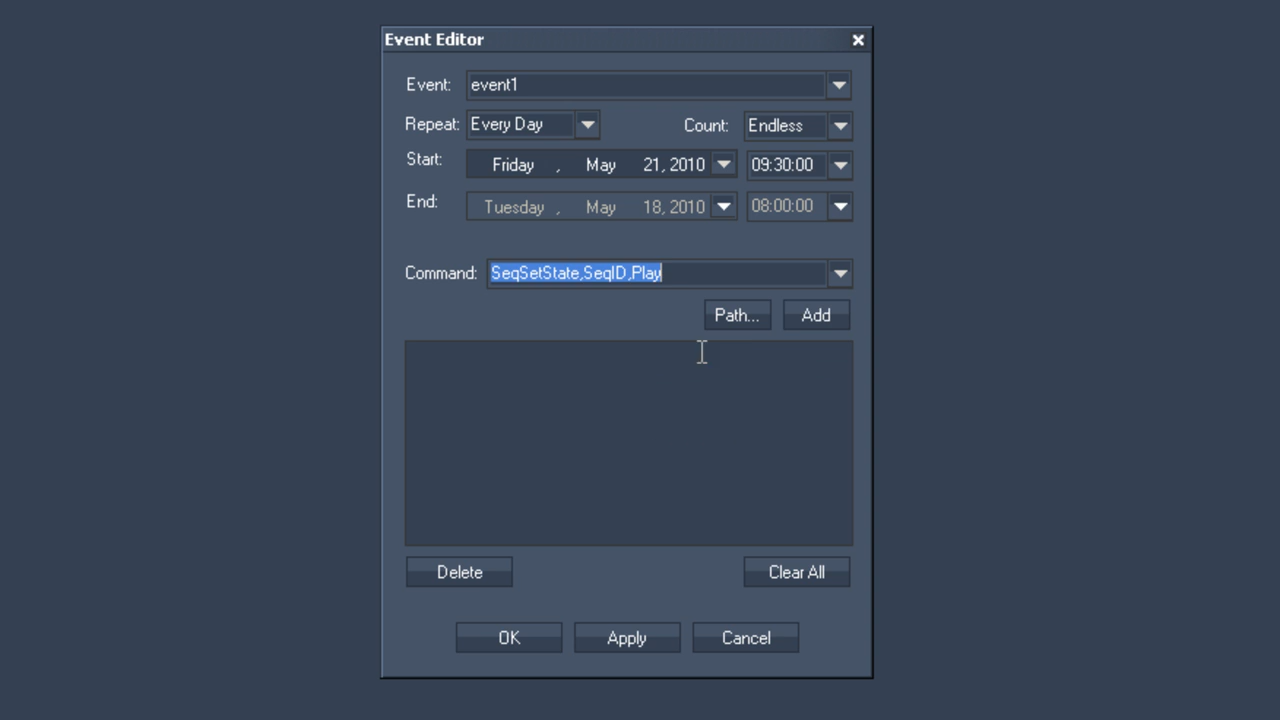 Event Editor
Event: event1
Repeat: Every Day Count: Endless
Start: Friday , May 21, 2010 09:30:00
End: Tuesday , May 18, 2010 08:00:00
Command: SeqSetState,SeqID,Play
Path... Add
Delete Clear All
OK Apply Cancel